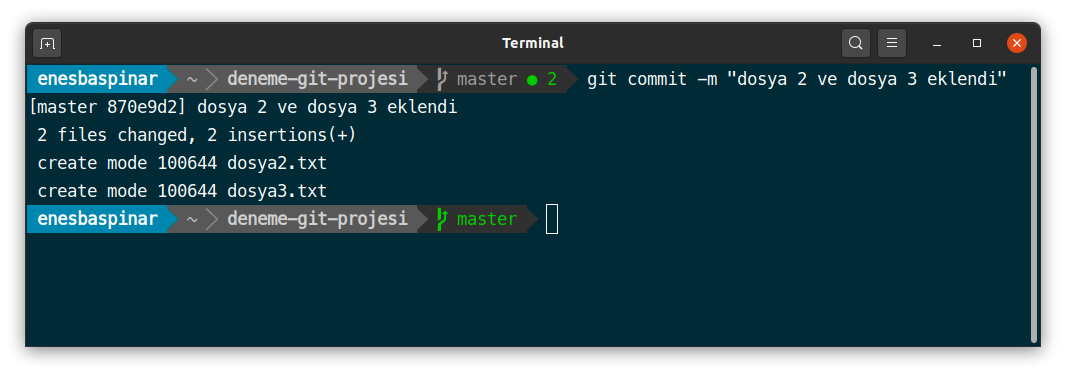 Terminal
enesbaspinar ~ deneme-git-projesi master ● 2 git commit -m "dosya 2 ve dosya 3 eklendi"
[master 870e9d2] dosya 2 ve dosya 3 eklendi
2 files changed, 2 insertions(+)
create mode 100644 dosya2.txt
create mode 100644 dosya3.txt
enesbaspinar ~ deneme-git-projesi master